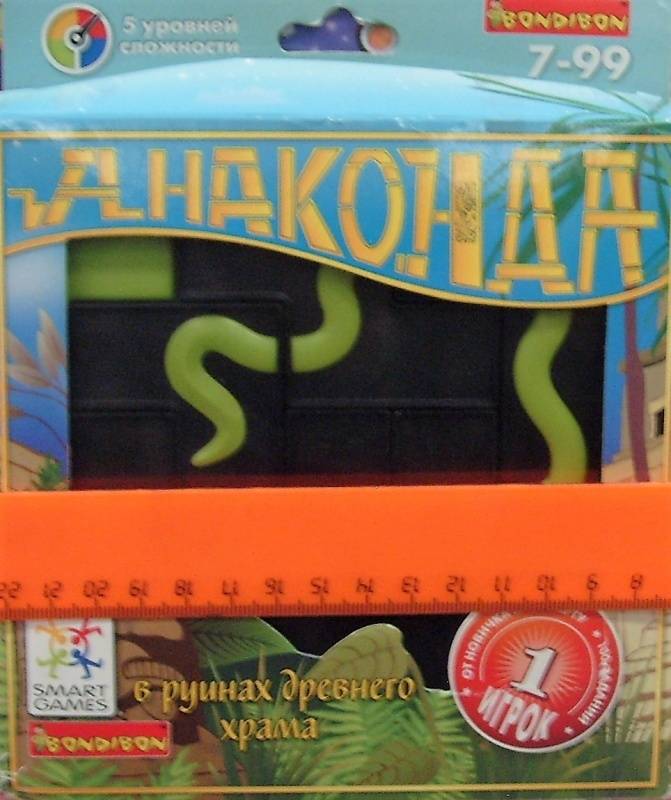 5 уровней
сложности
BONDIBON
7-99
АНАКОНДА
22 21 20 19 18 17 16 15 14 13 12 11 10 9 8
SMART
GAMES
BONDIBON
в руинах древнего
храма
1
ИГРОК